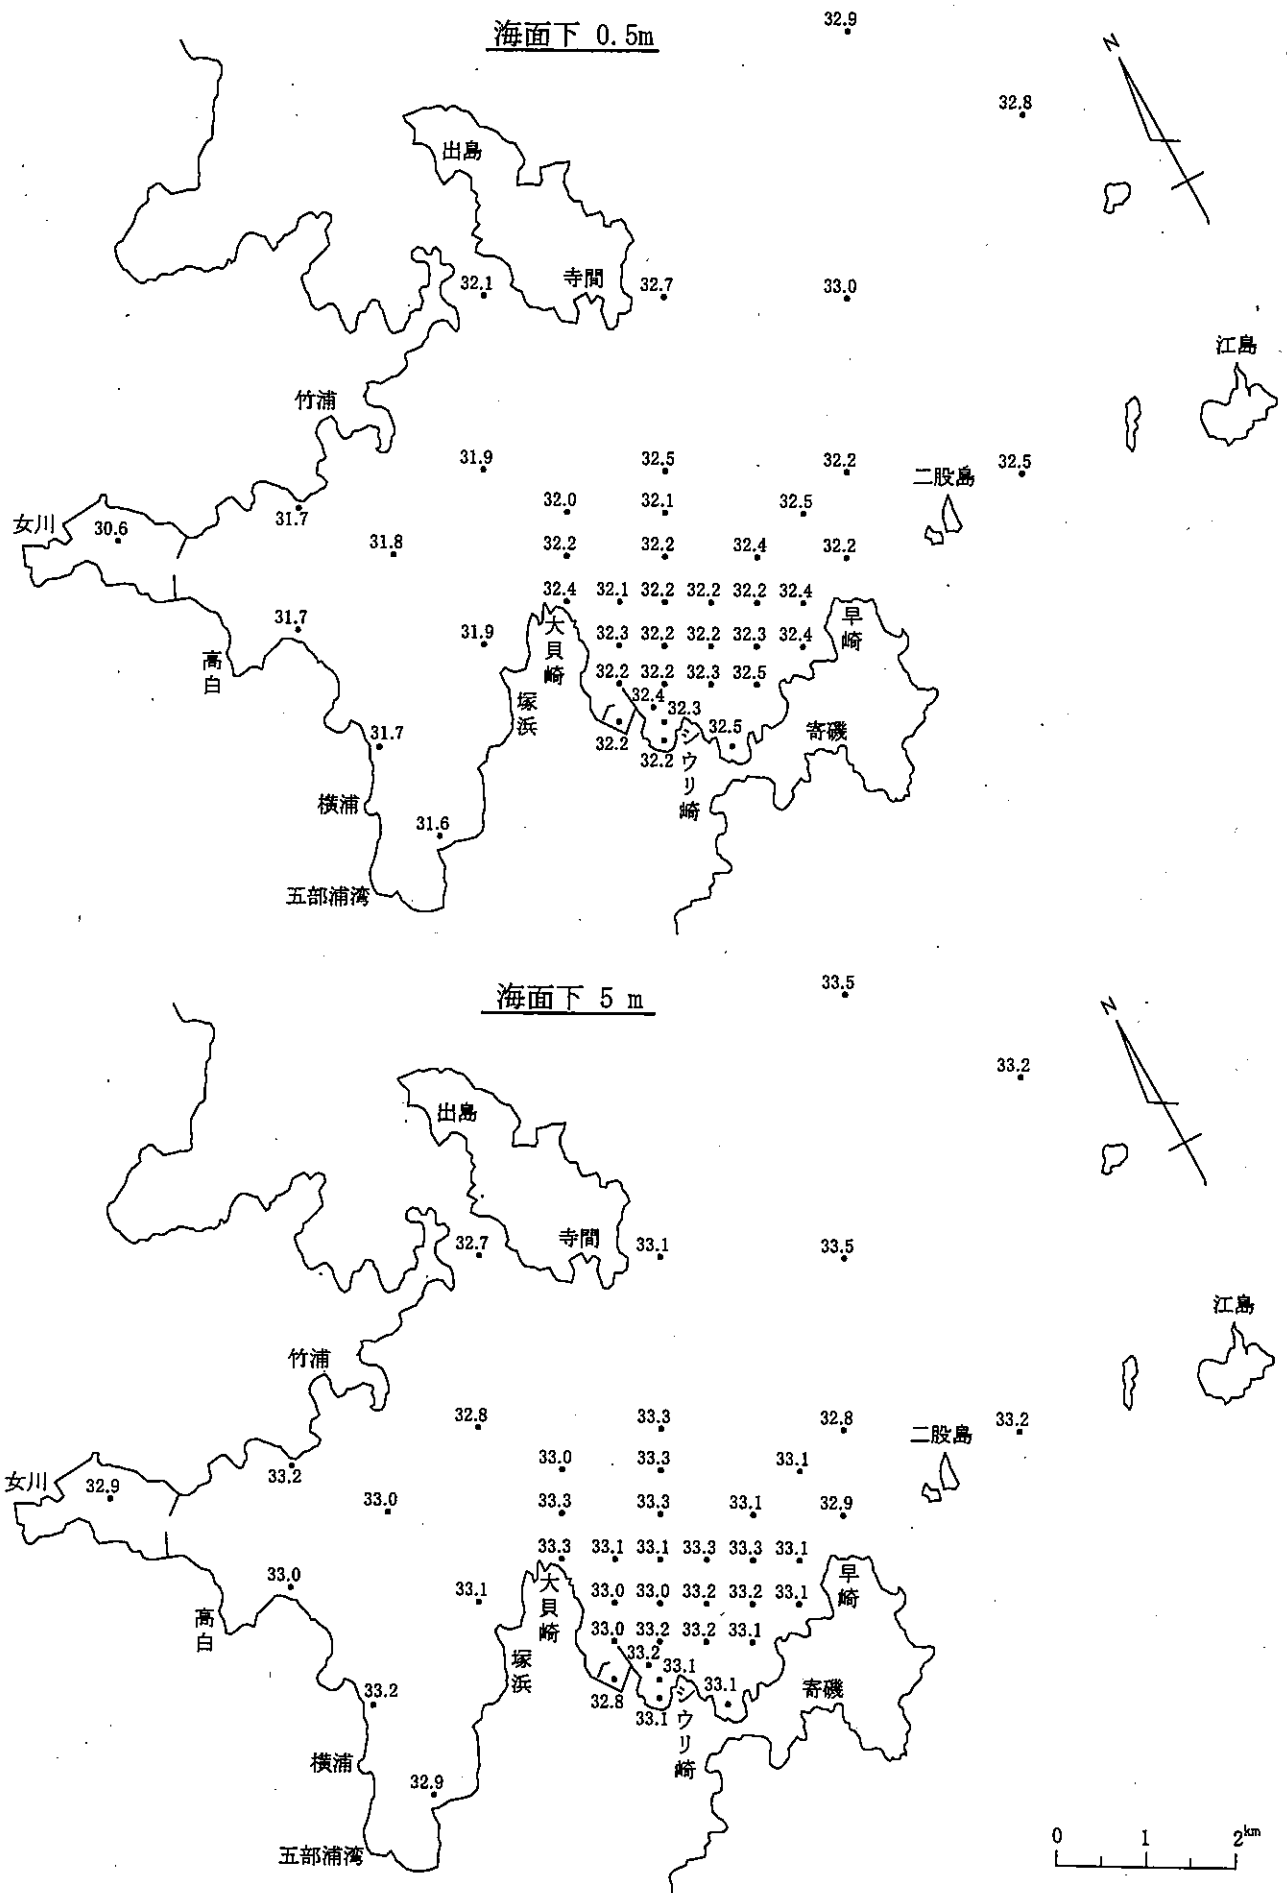 海面下 0.5m
32.9
32.8
出島
寺間
32.1
32.7
33.0
江島
竹浦
31.9
32.5
32.2
二股島
32.5
女川
30.6
31.7
32.0
32.1
32.5
31.8
32.2
32.2
32.4
32.2
32.4
32.1
32.2
32.2
32.2
32.4
31.7
31.9
大貝崎
32.3
32.2
32.2
32.3
32.4
早崎
高白
32.2
32.2
32.3
32.5
塚浜
32.4
32.3
31.7
32.2
32.2
シウリ崎
32.5
寄磯
横浦
31.6
五部浦湾
海面下 5 m
33.5
33.2
出島
寺間
32.7
33.1
33.5
江島
竹浦
32.8
33.3
32.8
二股島
33.2
女川
32.9
33.2
33.0
33.3
33.1
33.0
33.3
33.3
33.1
32.9
33.3
33.1
33.1
33.3
33.3
33.1
33.0
33.1
大貝崎
33.0
33.0
33.2
33.2
33.1
早崎
高白
33.0
33.2
33.2
33.1
塚浜
33.2
33.1
33.2
32.8
33.1
シウリ崎
33.1
寄磯
横浦
32.9
五部浦湾
0 1 2km
N
N